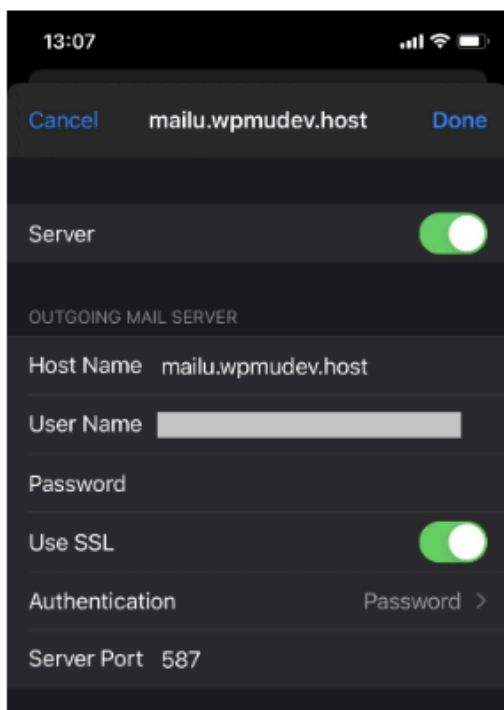 13:07
Cancel mailu.wpmudev.host Done
Server
OUTGOING MAIL SERVER
Host Name mailu.wpmudev.host
User Name
Password
Use SSL
Authentication Password >
Server Port 587